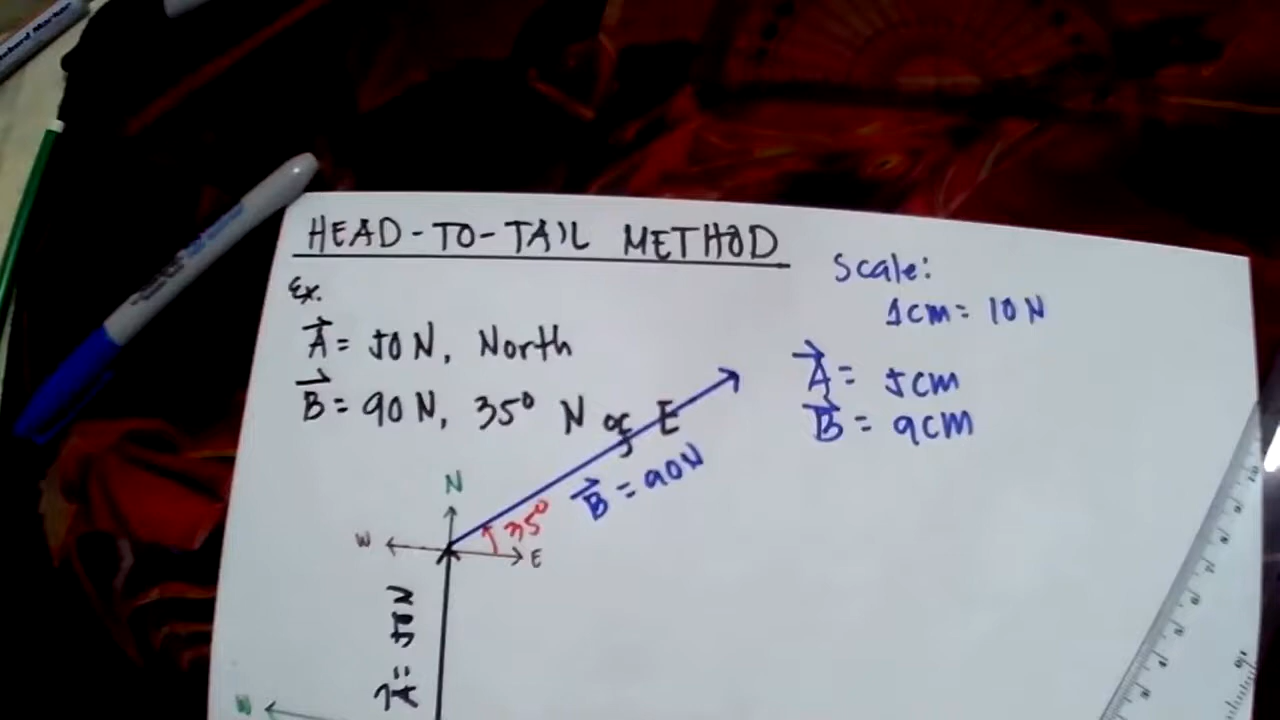 HEAD-TO-TAIL METHOD
Ex.
A = 50N, North
B = 90N, 35° N of E
Scale:
1cm = 10N
A = 5cm
B = 9cm
N
W
E
35°
B = 90N
A = 50N
W